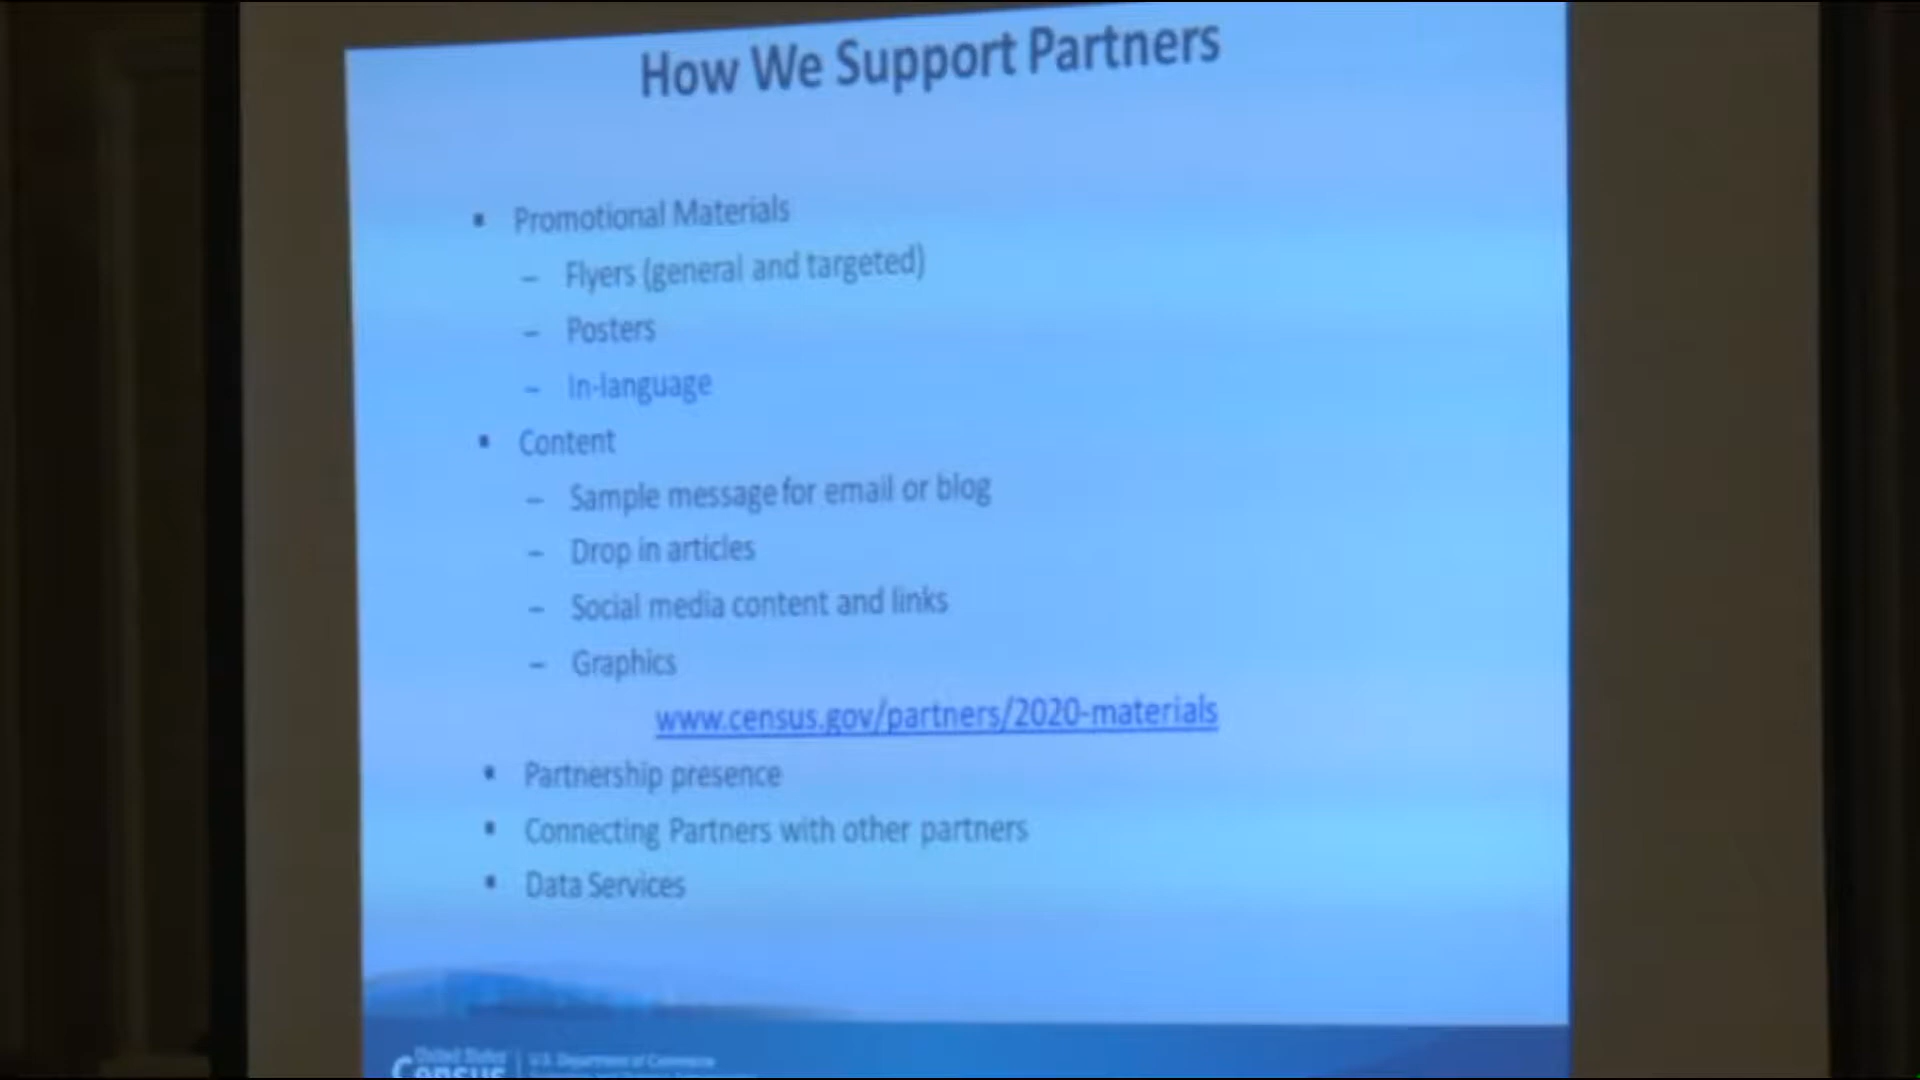 How We Support Partners
▪ Promotional Materials
– Flyers (general and targeted)
– Posters
– In-language
▪ Content
– Sample message for email or blog
– Drop in articles
– Social media content and links
– Graphics
www.census.gov/partners/2020-materials
▪ Partnership presence
▪ Connecting Partners with other partners
▪ Data Services
United States
Census
U.S. Department of Commerce